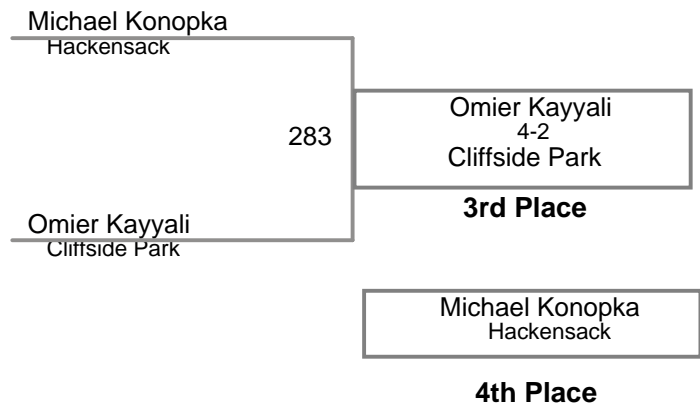 Michael Konopka
Hackensack
283
Omier Kayyali
4-2
Cliffside Park
3rd Place
Omier Kayyali
Cliffside Park
Michael Konopka
Hackensack
4th Place